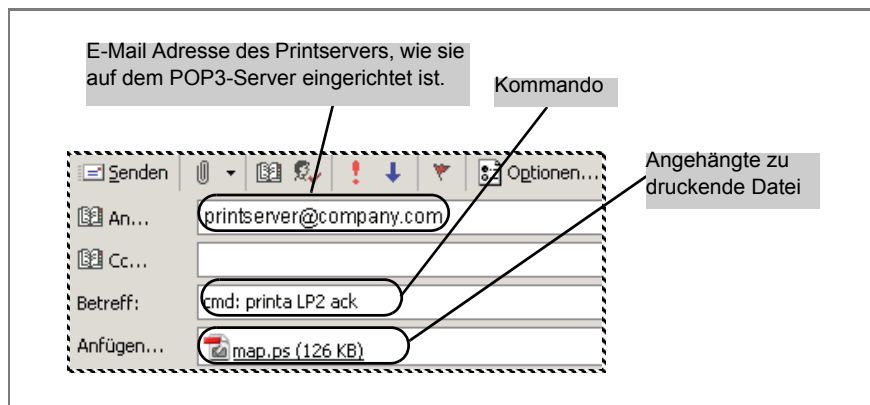 E-Mail Adresse des Printservers, wie sie
auf dem POP3-Server eingerichtet ist.
Kommando
Angehängte zu
druckende Datei
Senden
Optionen...
An...
printserver@company.com
Cc...
Betreff:
cmd: printa LP2 ack
Anfügen...
map.ps (126 KB)